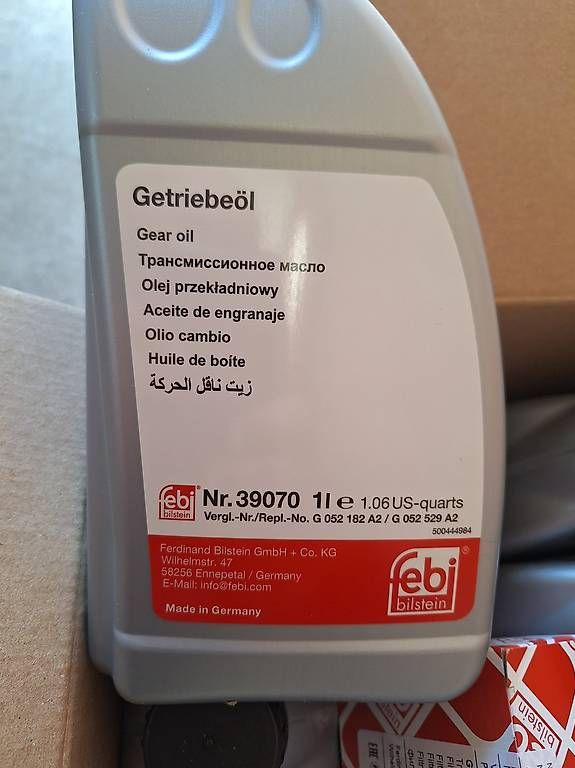 Getriebeöl
Gear oil
Трансмиссионное масло
Olej przekładniowy
Aceite de engranaje
Olio cambio
Huile de boîte
زيت ناقل الحركة
febi
bilstein
Nr. 39070 1l e 1.06 US-quarts
Vergl.-Nr/Repl.-No. G 052 182 A2 / G 052 529 A2
500444984
Ferdinand Bilstein GmbH + Co. KG
Wilhelmstr. 47
58256 Ennepetal / Germany
E-Mail: info@febi.com
Made in Germany
febi®
bilstein
bilstein